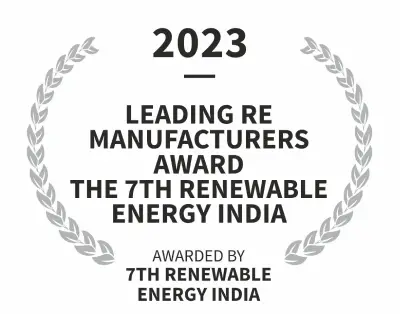 2023
LEADING RE
MANUFACTURERS
AWARD
THE 7TH RENEWABLE
ENERGY INDIA
AWARDED BY
7TH RENEWABLE
ENERGY INDIA